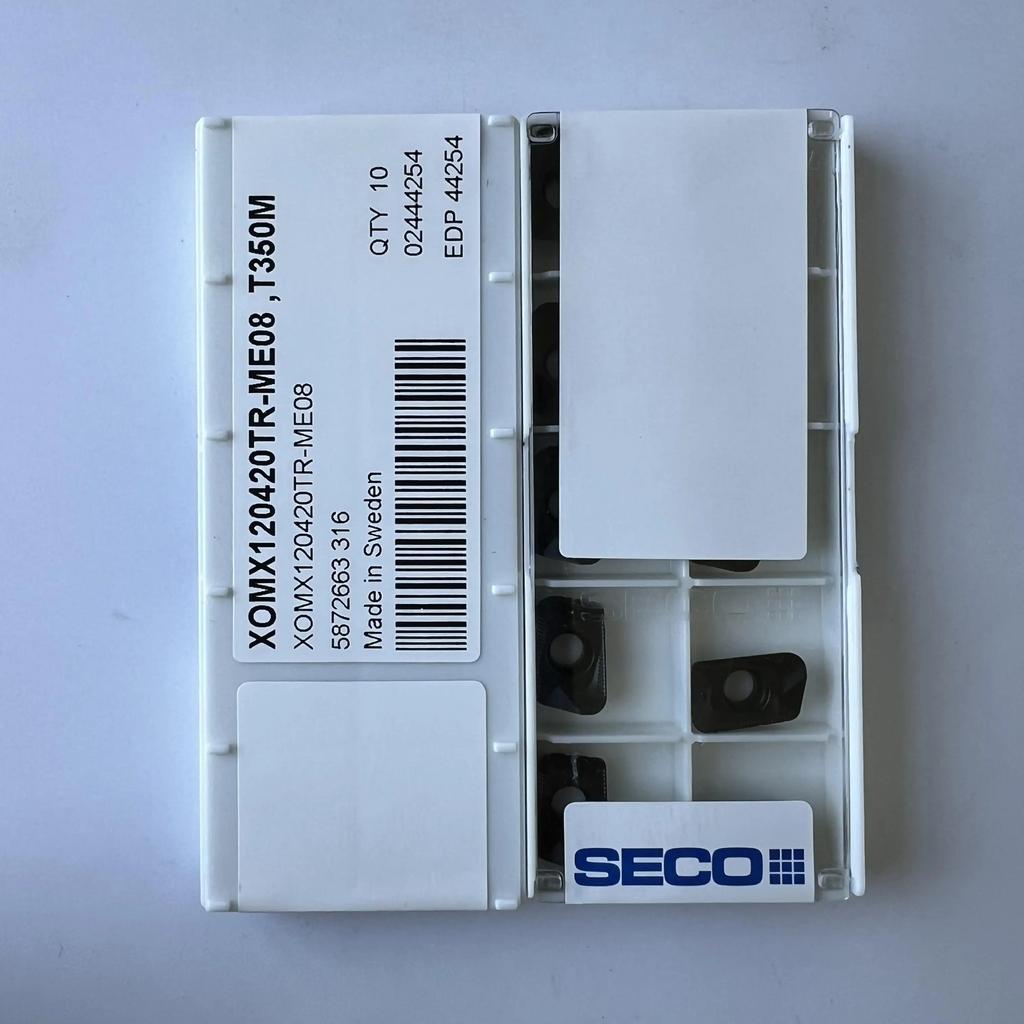 XOMX120420TR-ME08 ,T350M
XOMX120420TR-ME08
5872663 316
Made in Sweden
QTY 10
02444254
EDP 44254
SECO